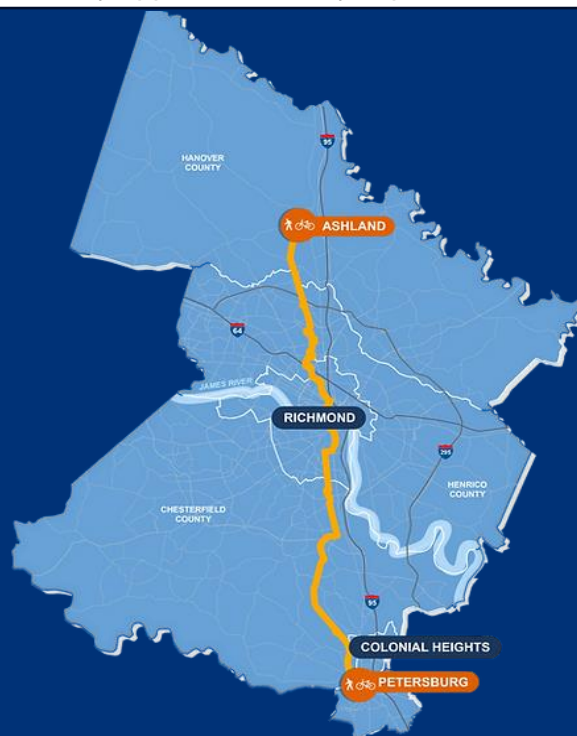 95
HANOVER
COUNTY
ASHLAND
64
JAMES RIVER
RICHMOND
295
HENRICO
COUNTY
CHESTERFIELD
COUNTY
95
COLONIAL HEIGHTS
PETERSBURG